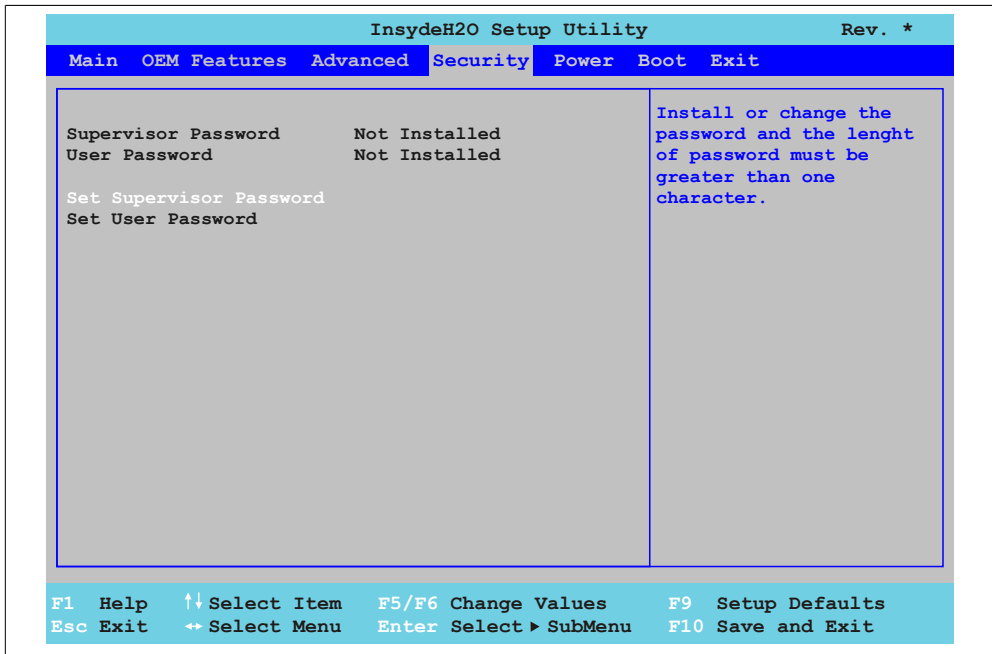 InsydeH2O Setup Utility Rev. *
Main OEM Features Advanced Security Power Boot Exit
Supervisor Password Not Installed
User Password Not Installed
Set Supervisor Password
Set User Password
Install or change the
password and the lenght
of password must be
greater than one
character.
F1 Help ↑↓ Select Item F5/F6 Change Values F9 Setup Defaults
Esc Exit ↔ Select Menu Enter Select ▶ SubMenu F10 Save and Exit